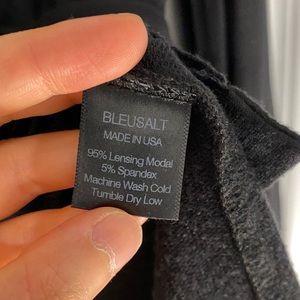 BLEUSALT
MADE IN USA
95% Lensing Modal
5% Spandex
Machine Wash Cold
Tumble Dry Low